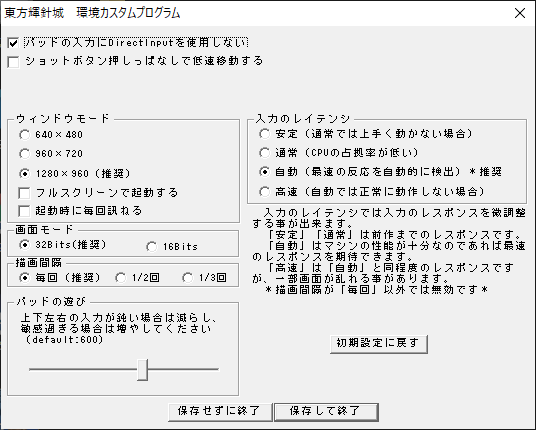 東方輝針城　環境カスタムプログラム
パッドの入力にDirectInputを使用しない
ショットボタン押しっぱなしで低速移動する
ウィンドウモード
640×480
960×720
1280×960（推奨）
フルスクリーンで起動する
起動時に毎回訊ねる
画面モード
32Bits(推奨)
16Bits
描画間隔
毎回（推奨）
1/2回
1/3回
パッドの遊び
上下左右の入力が鈍い場合は減らし、
敏感過ぎる場合は増やしてください
（default:600）
入力のレイテンシ
安定（通常では上手く動かない場合）
通常（CPUの占拠率が低い）
自動（最速の反応を自動的に検出）＊推奨
高速（自動では正常に動作しない場合）
入力のレイテンシでは入力のレスポンスを微調整
する事が出来ます。
「安定」「通常」は前作までのレスポンスです。
「自動」はマシンの性能が十分なのであれば最速
のレスポンスを期待できます。
「高速」は「自動」と同程度のレスポンスです
が、一部画面が乱れる事があります。
＊描画間隔が「毎回」以外では無効です＊
初期設定に戻す
保存せずに終了
保存して終了